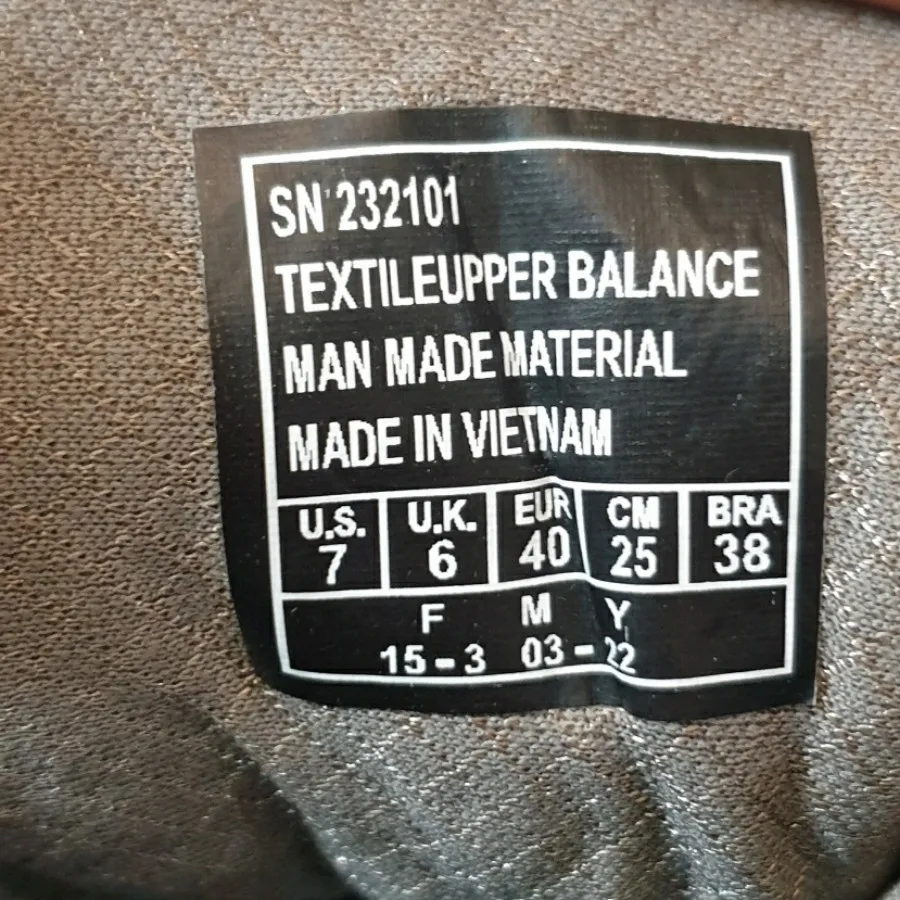 SN 232101
TEXTILEUPPER BALANCE
MAN MADE MATERIAL
MADE IN VIETNAM
U.S. U.K. EUR CM BRA
7 6 40 25 38
F M Y
15-3 03-22